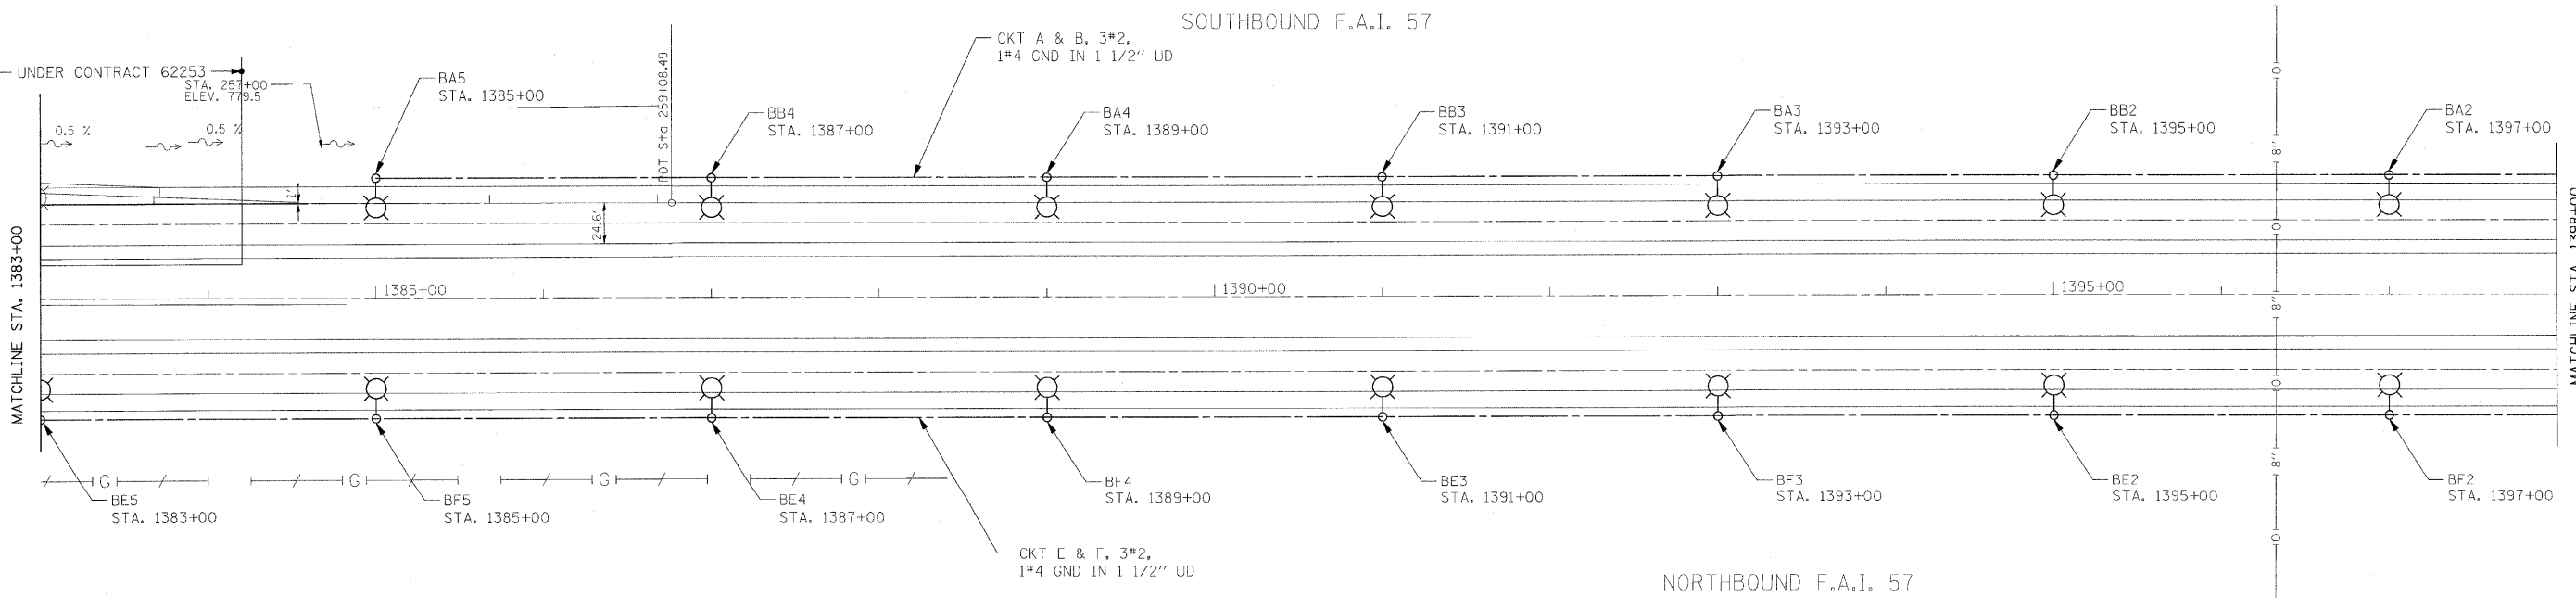 SOUTHBOUND F.A.I. 57
CKT A & B, 3#2,
1#4 GND IN 1 1/2" UD
UNDER CONTRACT 62253
STA. 257+00
ELEV. 779.5
0.5 %
0.5 %
BA5
STA. 1385+00
POT Sta 259+08.49
BB4
STA. 1387+00
BA4
STA. 1389+00
BB3
STA. 1391+00
BA3
STA. 1393+00
BB2
STA. 1395+00
BA2
STA. 1397+00
1'
24.6'
MATCHLINE STA. 1383+00
1385+00
1390+00
1395+00
MATCHLINE STA. 1398+00
0
8"
0
8"
0
8"
0
G
G
G
G
BE5
STA. 1383+00
BF5
STA. 1385+00
BE4
STA. 1387+00
BF4
STA. 1389+00
BE3
STA. 1391+00
BF3
STA. 1393+00
BE2
STA. 1395+00
BF2
STA. 1397+00
CKT E & F, 3#2,
1#4 GND IN 1 1/2" UD
NORTHBOUND F.A.I. 57